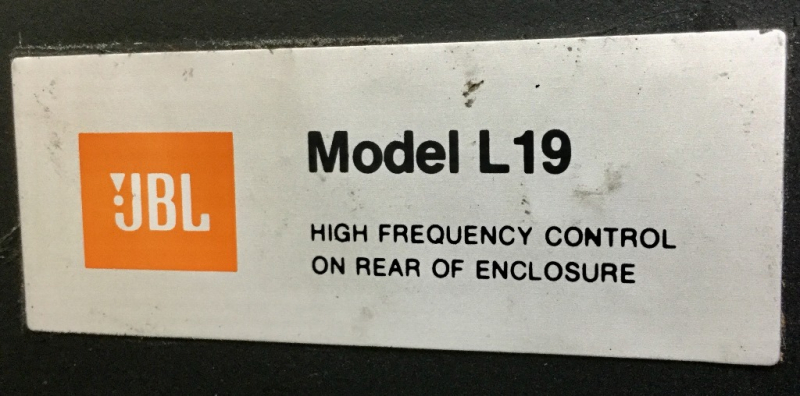 JBL
Model L19
HIGH FREQUENCY CONTROL
ON REAR OF ENCLOSURE